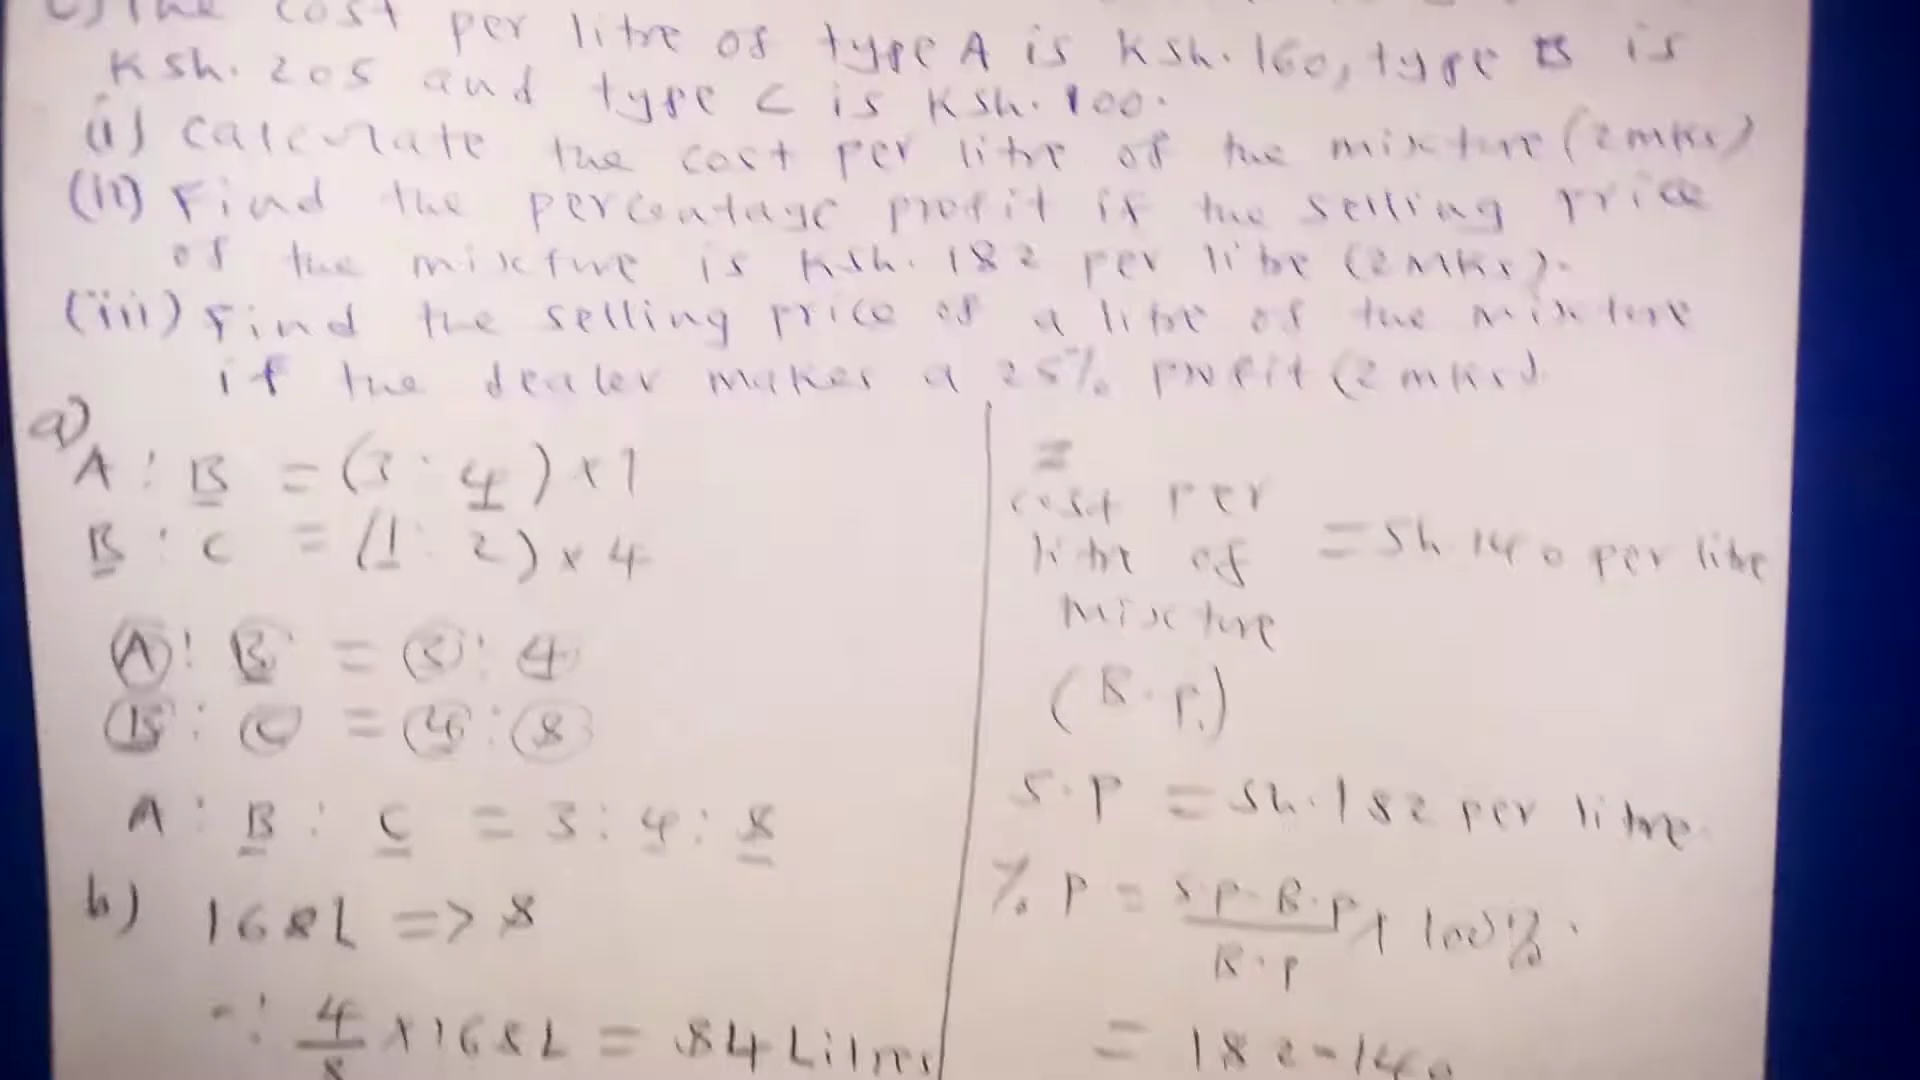 c) The cost per litre of type A is Ksh. 160, type B is
Ksh. 205 and type C is Ksh. 100.
(i) calculate the cost per litre of the mixture (2mks)
(ii) Find the percentage profit if the selling price
of the mixture is Ksh. 182 per litre (2mks).
(iii) Find the selling price of a litre of the mixture
if the dealer makes a 25% profit (2mks).
a)
A : B = (3 : 4) x 1
B : C = (1 : 2) x 4
A : B = 3 : 4
B : C = 4 : 8
A : B : C = 3 : 4 : 8
b) 168L => 8
∴ 4/8 x 168L = 84 Litres
=
cost per
litre of
mixture
= Sh 140 per litre
(B.P.)
S.P = Sh. 182 per litre.
% P = S.P - B.P / B.P x 100%.
= 182 - 140